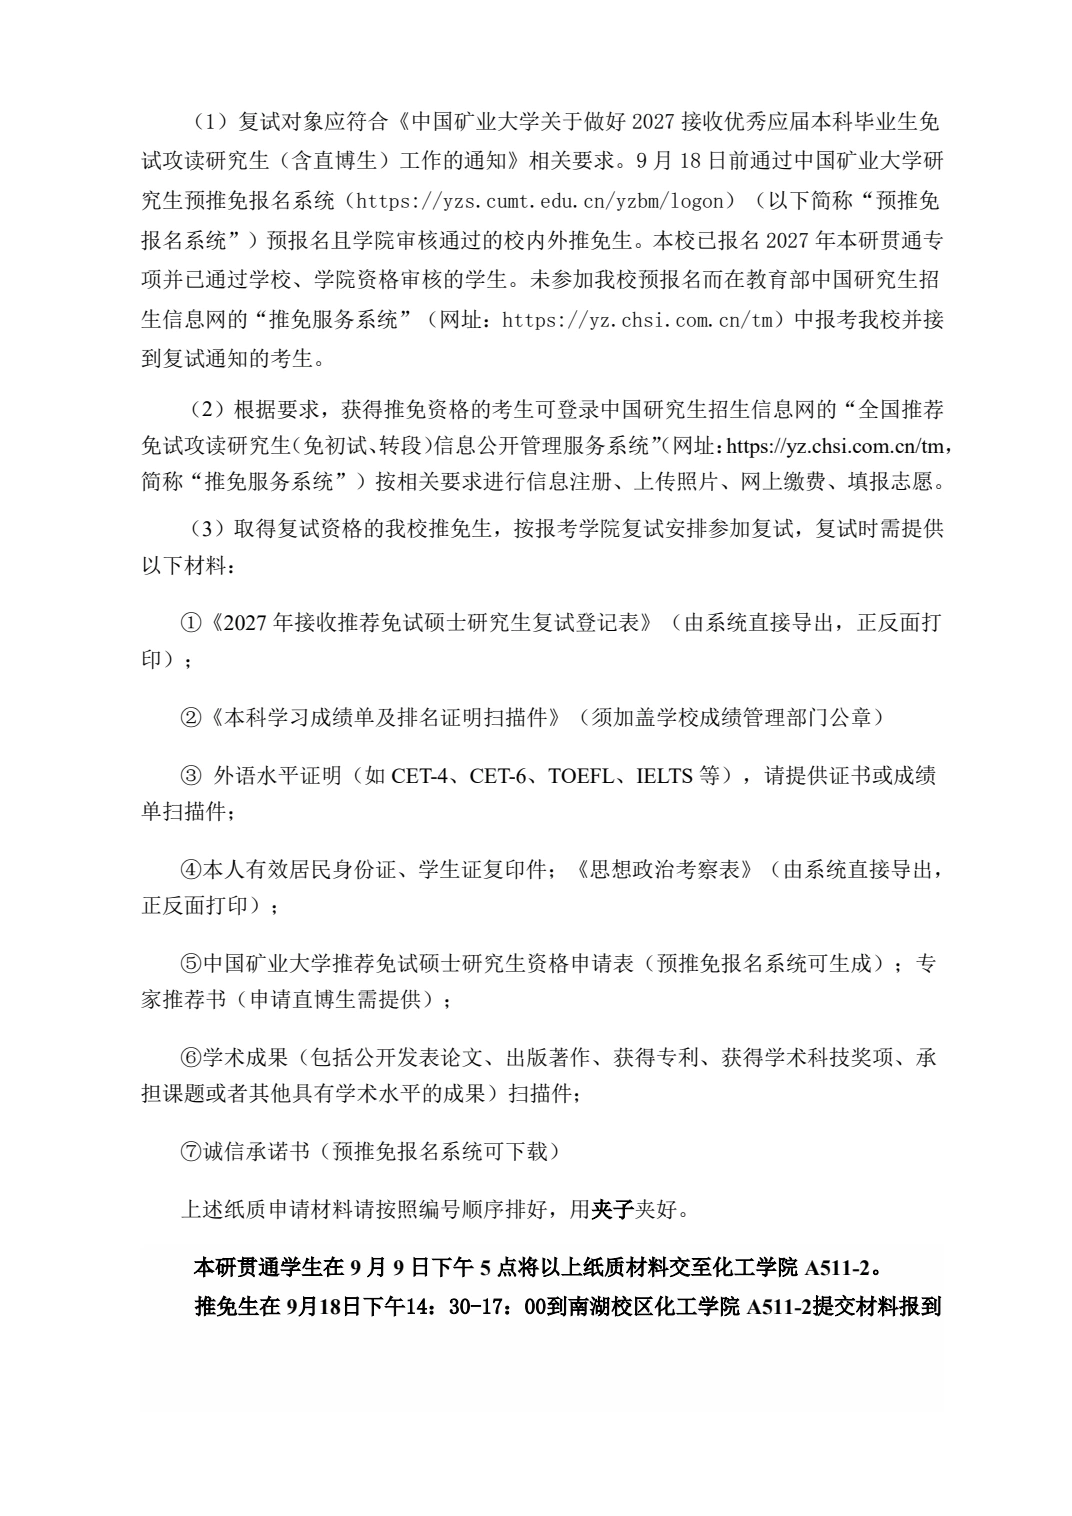 （1）复试对象应符合《中国矿业大学关于做好 2027 接收优秀应届本科毕业生免
试攻读研究生（含直博生）工作的通知》相关要求。9 月 18 日前通过中国矿业大学研
究生预推免报名系统（https://yzs.cumt.edu.cn/yzbm/logon）（以下简称“预推免
报名系统”）预报名且学院审核通过的校内外推免生。本校已报名 2027 年本研贯通专
项并已通过学校、学院资格审核的学生。未参加我校预报名而在教育部中国研究生招
生信息网的“推免服务系统”（网址：https://yz.chsi.com.cn/tm）中报考我校并接
到复试通知的考生。
（2）根据要求，获得推免资格的考生可登录中国研究生招生信息网的“全国推荐
免试攻读研究生（免初试、转段）信息公开管理服务系统”（网址：https://yz.chsi.com.cn/tm，
简称“推免服务系统”）按相关要求进行信息注册、上传照片、网上缴费、填报志愿。
（3）取得复试资格的我校推免生，按报考学院复试安排参加复试，复试时需提供
以下材料：
①《2027 年接收推荐免试硕士研究生复试登记表》（由系统直接导出，正反面打
印）；
②《本科学习成绩单及排名证明扫描件》（须加盖学校成绩管理部门公章）
③ 外语水平证明（如 CET-4、CET-6、TOEFL、IELTS 等），请提供证书或成绩
单扫描件；
④本人有效居民身份证、学生证复印件；《思想政治考察表》（由系统直接导出，
正反面打印）；
⑤中国矿业大学推荐免试硕士研究生资格申请表（预推免报名系统可生成）；专
家推荐书（申请直博生需提供）；
⑥学术成果（包括公开发表论文、出版著作、获得专利、获得学术科技奖项、承
担课题或者其他具有学术水平的成果）扫描件；
⑦诚信承诺书（预推免报名系统可下载）
上述纸质申请材料请按照编号顺序排好，用夹子夹好。
本研贯通学生在 9 月 9 日下午 5 点将以上纸质材料交至化工学院 A511-2。
推免生在 9月18日下午14：30-17：00到南湖校区化工学院 A511-2提交材料报到